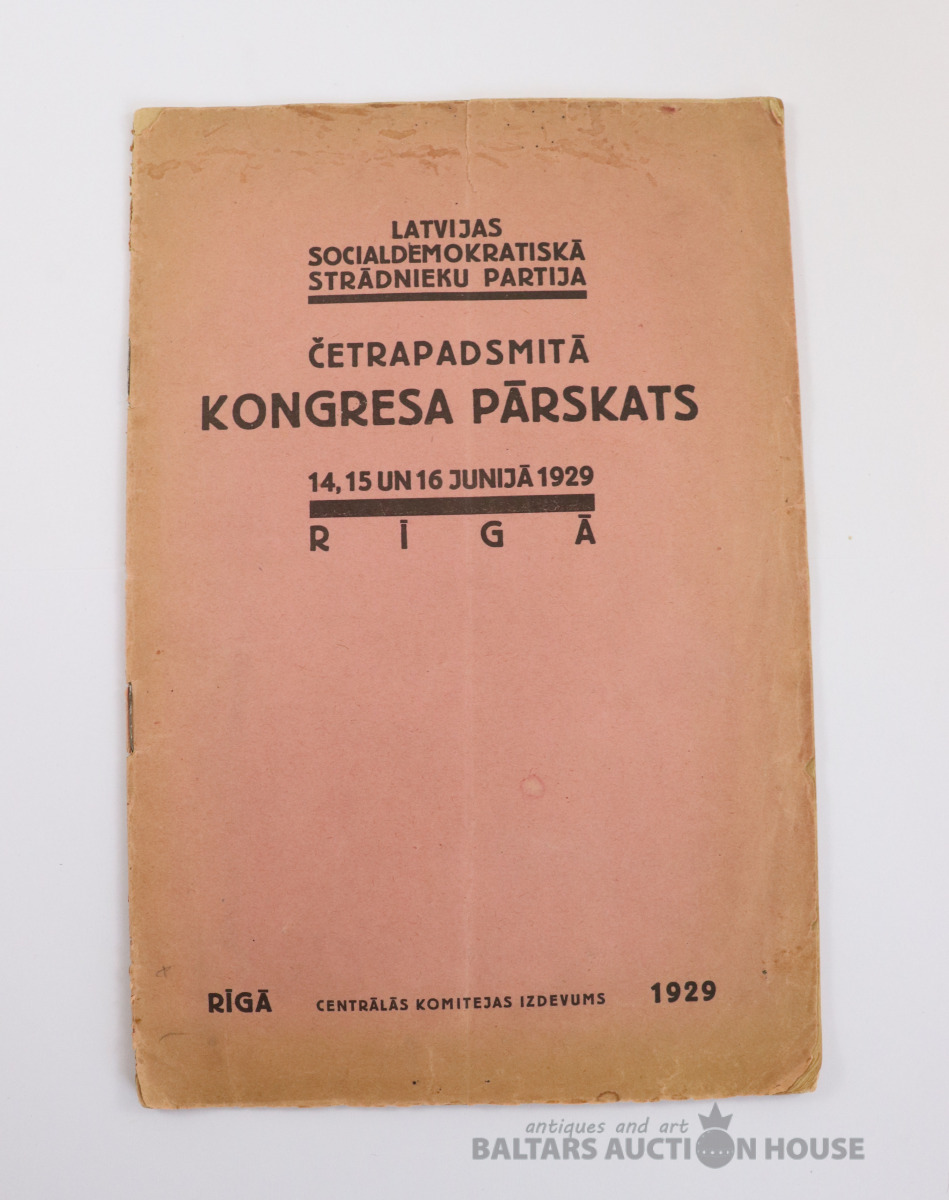 LATVIJAS
SOCIALDEMOKRATISKĀ
STRĀDNIEKU PARTIJA
ČETRAPADSMITĀ
KONGRESA PĀRSKATS
14, 15 UN 16 JUNIJĀ 1929
RĪGĀ
RĪGĀ CENTRĀLĀS KOMITEJAS IZDEVUMS 1929
antiques and art
BALTARS AUCTION HOUSE